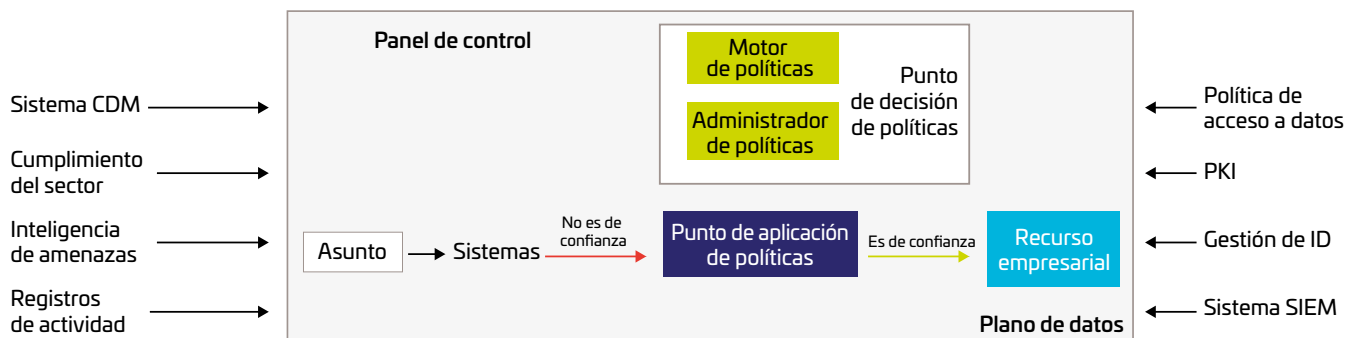 Panel de control
Motor
de políticas
Administrador
de políticas
Punto
de decisión
de políticas
Sistema CDM
Cumplimiento
del sector
Inteligencia
de amenazas
Registros
de actividad
Asunto
Sistemas
No es de
confianza
Punto de aplicación
de políticas
Es de confianza
Recurso
empresarial
Plano de datos
Política de
acceso a datos
PKI
Gestión de ID
Sistema SIEM